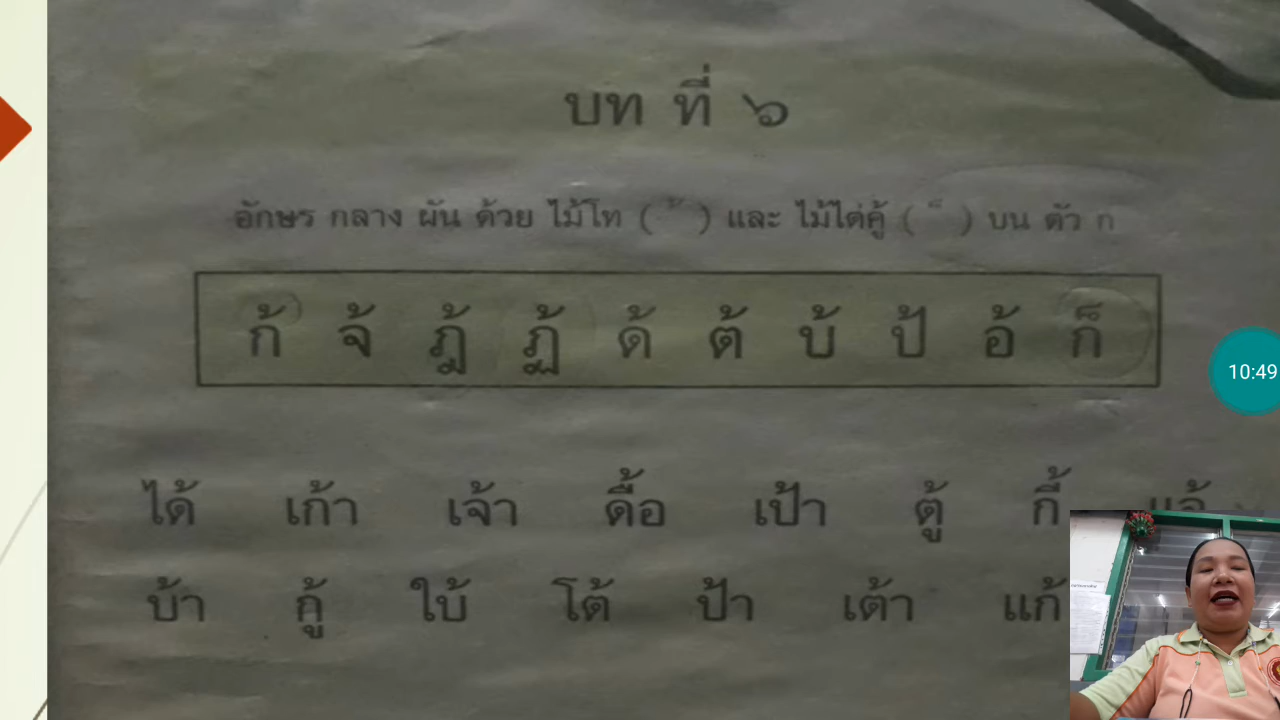 บท ที่ ๖
อักษร กลาง ผัน ด้วย ไม้โท ( ้ ) และ ไม้ไต่คู้ ( ็ ) บน ตัว ก
ก้ จ้ ฎ้ ฏ้ ด้ ต้ บ้ ป้ อ้ ก็
10:49
ได้ เก้า เจ้า ดื้อ เป้า ตู้ กี้
บ้า กู้ ใบ้ โต้ ป้า เต้า แก้